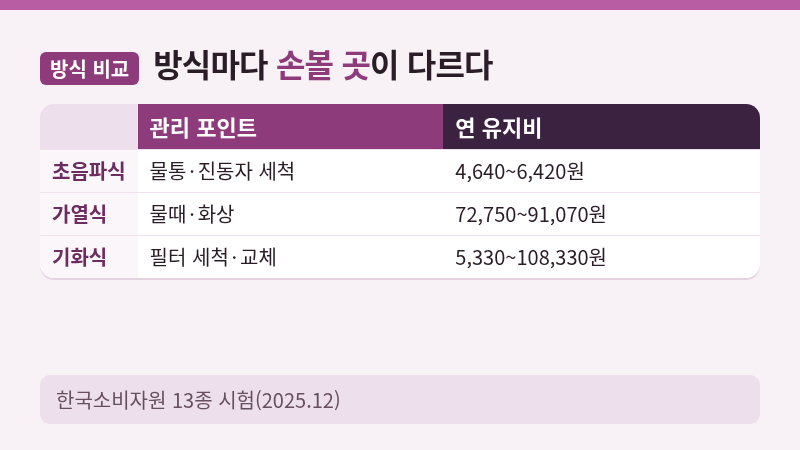 방식 비교 방식마다 손볼 곳이 다르다
관리 포인트 연 유지비
초음파식 물통·진동자 세척 4,640~6,420원
가열식 물때·화상 72,750~91,070원
기화식 필터 세척·교체 5,330~108,330원
한국소비자원 13종 시험(2025.12)